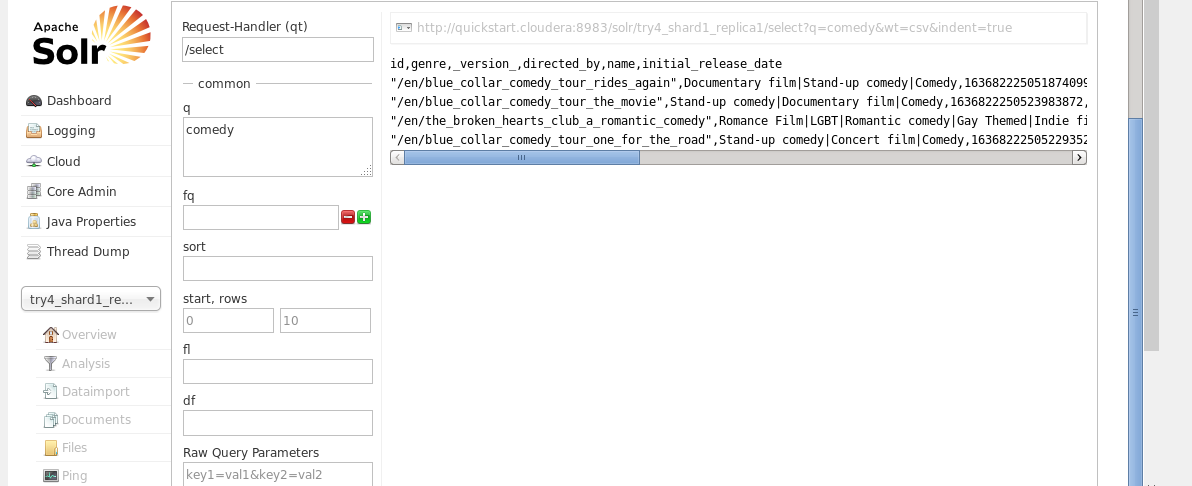 Apache
Solr
Dashboard
Logging
Cloud
Core Admin
Java Properties
Thread Dump
try4_shard1_re...
Overview
Analysis
Dataimport
Documents
Files
Ping
Request-Handler (qt)
/select
common
q
comedy
fq
sort
start, rows
0 10
fl
df
Raw Query Parameters
key1=val1&key2=val2
http://quickstart.cloudera:8983/solr/try4_shard1_replica1/select?q=comedy&wt=csv&indent=true
id,genre,_version_,directed_by,name,initial_release_date
"/en/blue_collar_comedy_tour_rides_again",Documentary film|Stand-up comedy|Comedy,163682225051874099
"/en/blue_collar_comedy_tour_the_movie",Stand-up comedy|Documentary film|Comedy,1636822250523983872,
"/en/the_broken_hearts_club_a_romantic_comedy",Romance Film|LGBT|Romantic comedy|Gay Themed|Indie fi
"/en/blue_collar_comedy_tour_one_for_the_road",Stand-up comedy|Concert film|Comedy,16368222505229352